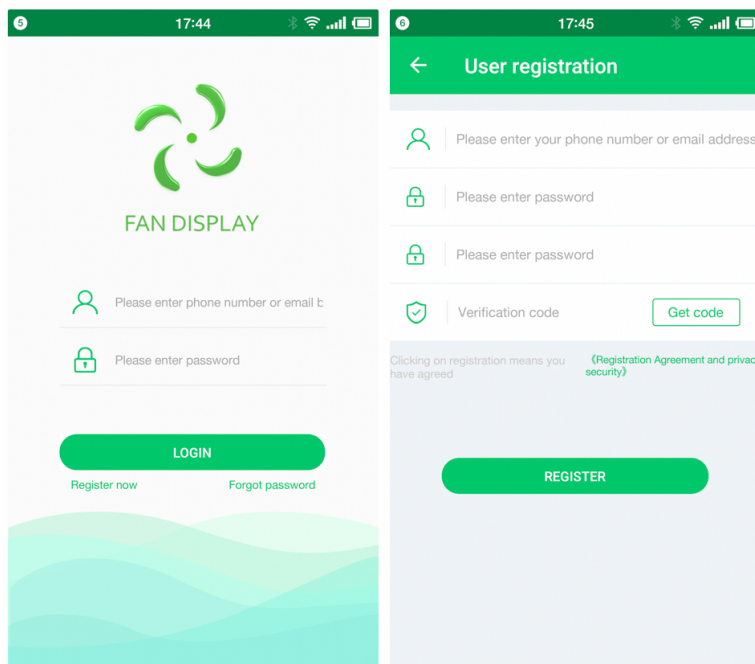 5
17:44
FAN DISPLAY
Please enter phone number or email b
Please enter password
LOGIN
Register now
Forgot password
6
17:45
User registration
Please enter your phone number or email address
Please enter password
Please enter password
Verification code
Get code
Clicking on registration means you
have agreed
《Registration Agreement and privac
security》
REGISTER